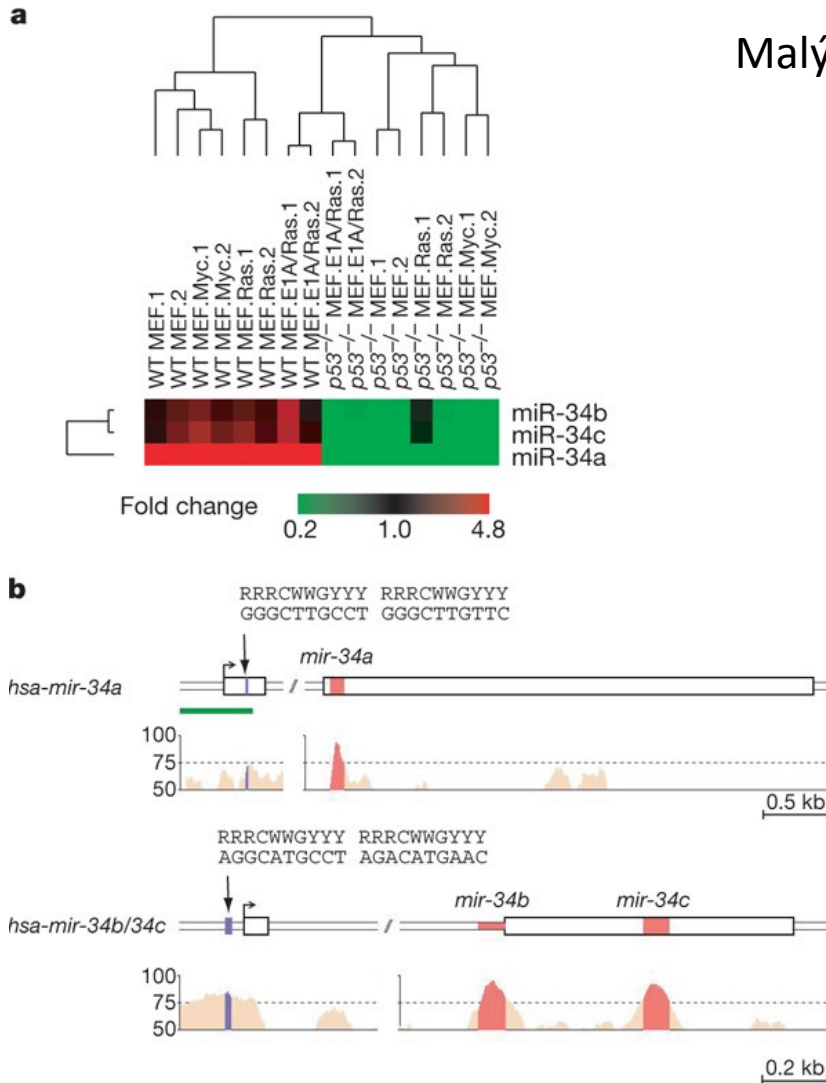 a
Malý
WT MEF.1
WT MEF.2
WT MEF.Myc.1
WT MEF.Myc.2
WT MEF.Ras.1
WT MEF.Ras.2
WT MEF.E1A/Ras.1
WT MEF.E1A/Ras.2
p53⁻/⁻ MEF.E1A/Ras.1
p53⁻/⁻ MEF.E1A/Ras.2
p53⁻/⁻ MEF.1
p53⁻/⁻ MEF.2
p53⁻/⁻ MEF.Ras.1
p53⁻/⁻ MEF.Ras.2
p53⁻/⁻ MEF.Myc.1
p53⁻/⁻ MEF.Myc.2
miR-34b
miR-34c
miR-34a
Fold change
0.2 1.0 4.8
b
RRRCWWGYYY RRRCWWGYYY
GGGCTTGCCT GGGCTTGTTC
mir-34a
hsa-mir-34a
100
75
50
0.5 kb
RRRCWWGYYY RRRCWWGYYY
AGGCATGCCT AGACATGAAC
mir-34b mir-34c
hsa-mir-34b/34c
100
75
50
0.2 kb